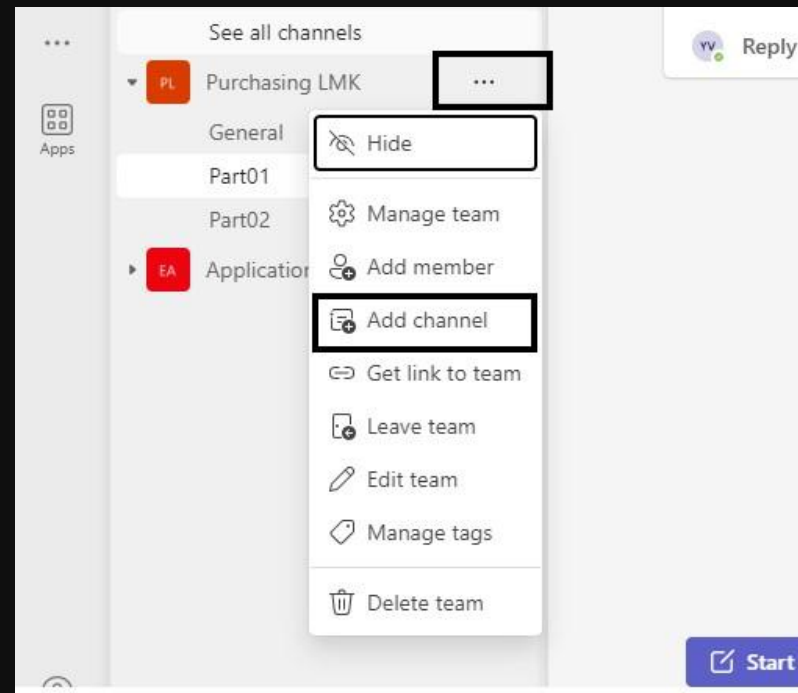 See all channels
PL Purchasing LMK ...
General
Part01
Part02
EA Application
Apps
Hide
Manage team
Add member
Add channel
Get link to team
Leave team
Edit team
Manage tags
Delete team
YV Reply
Start